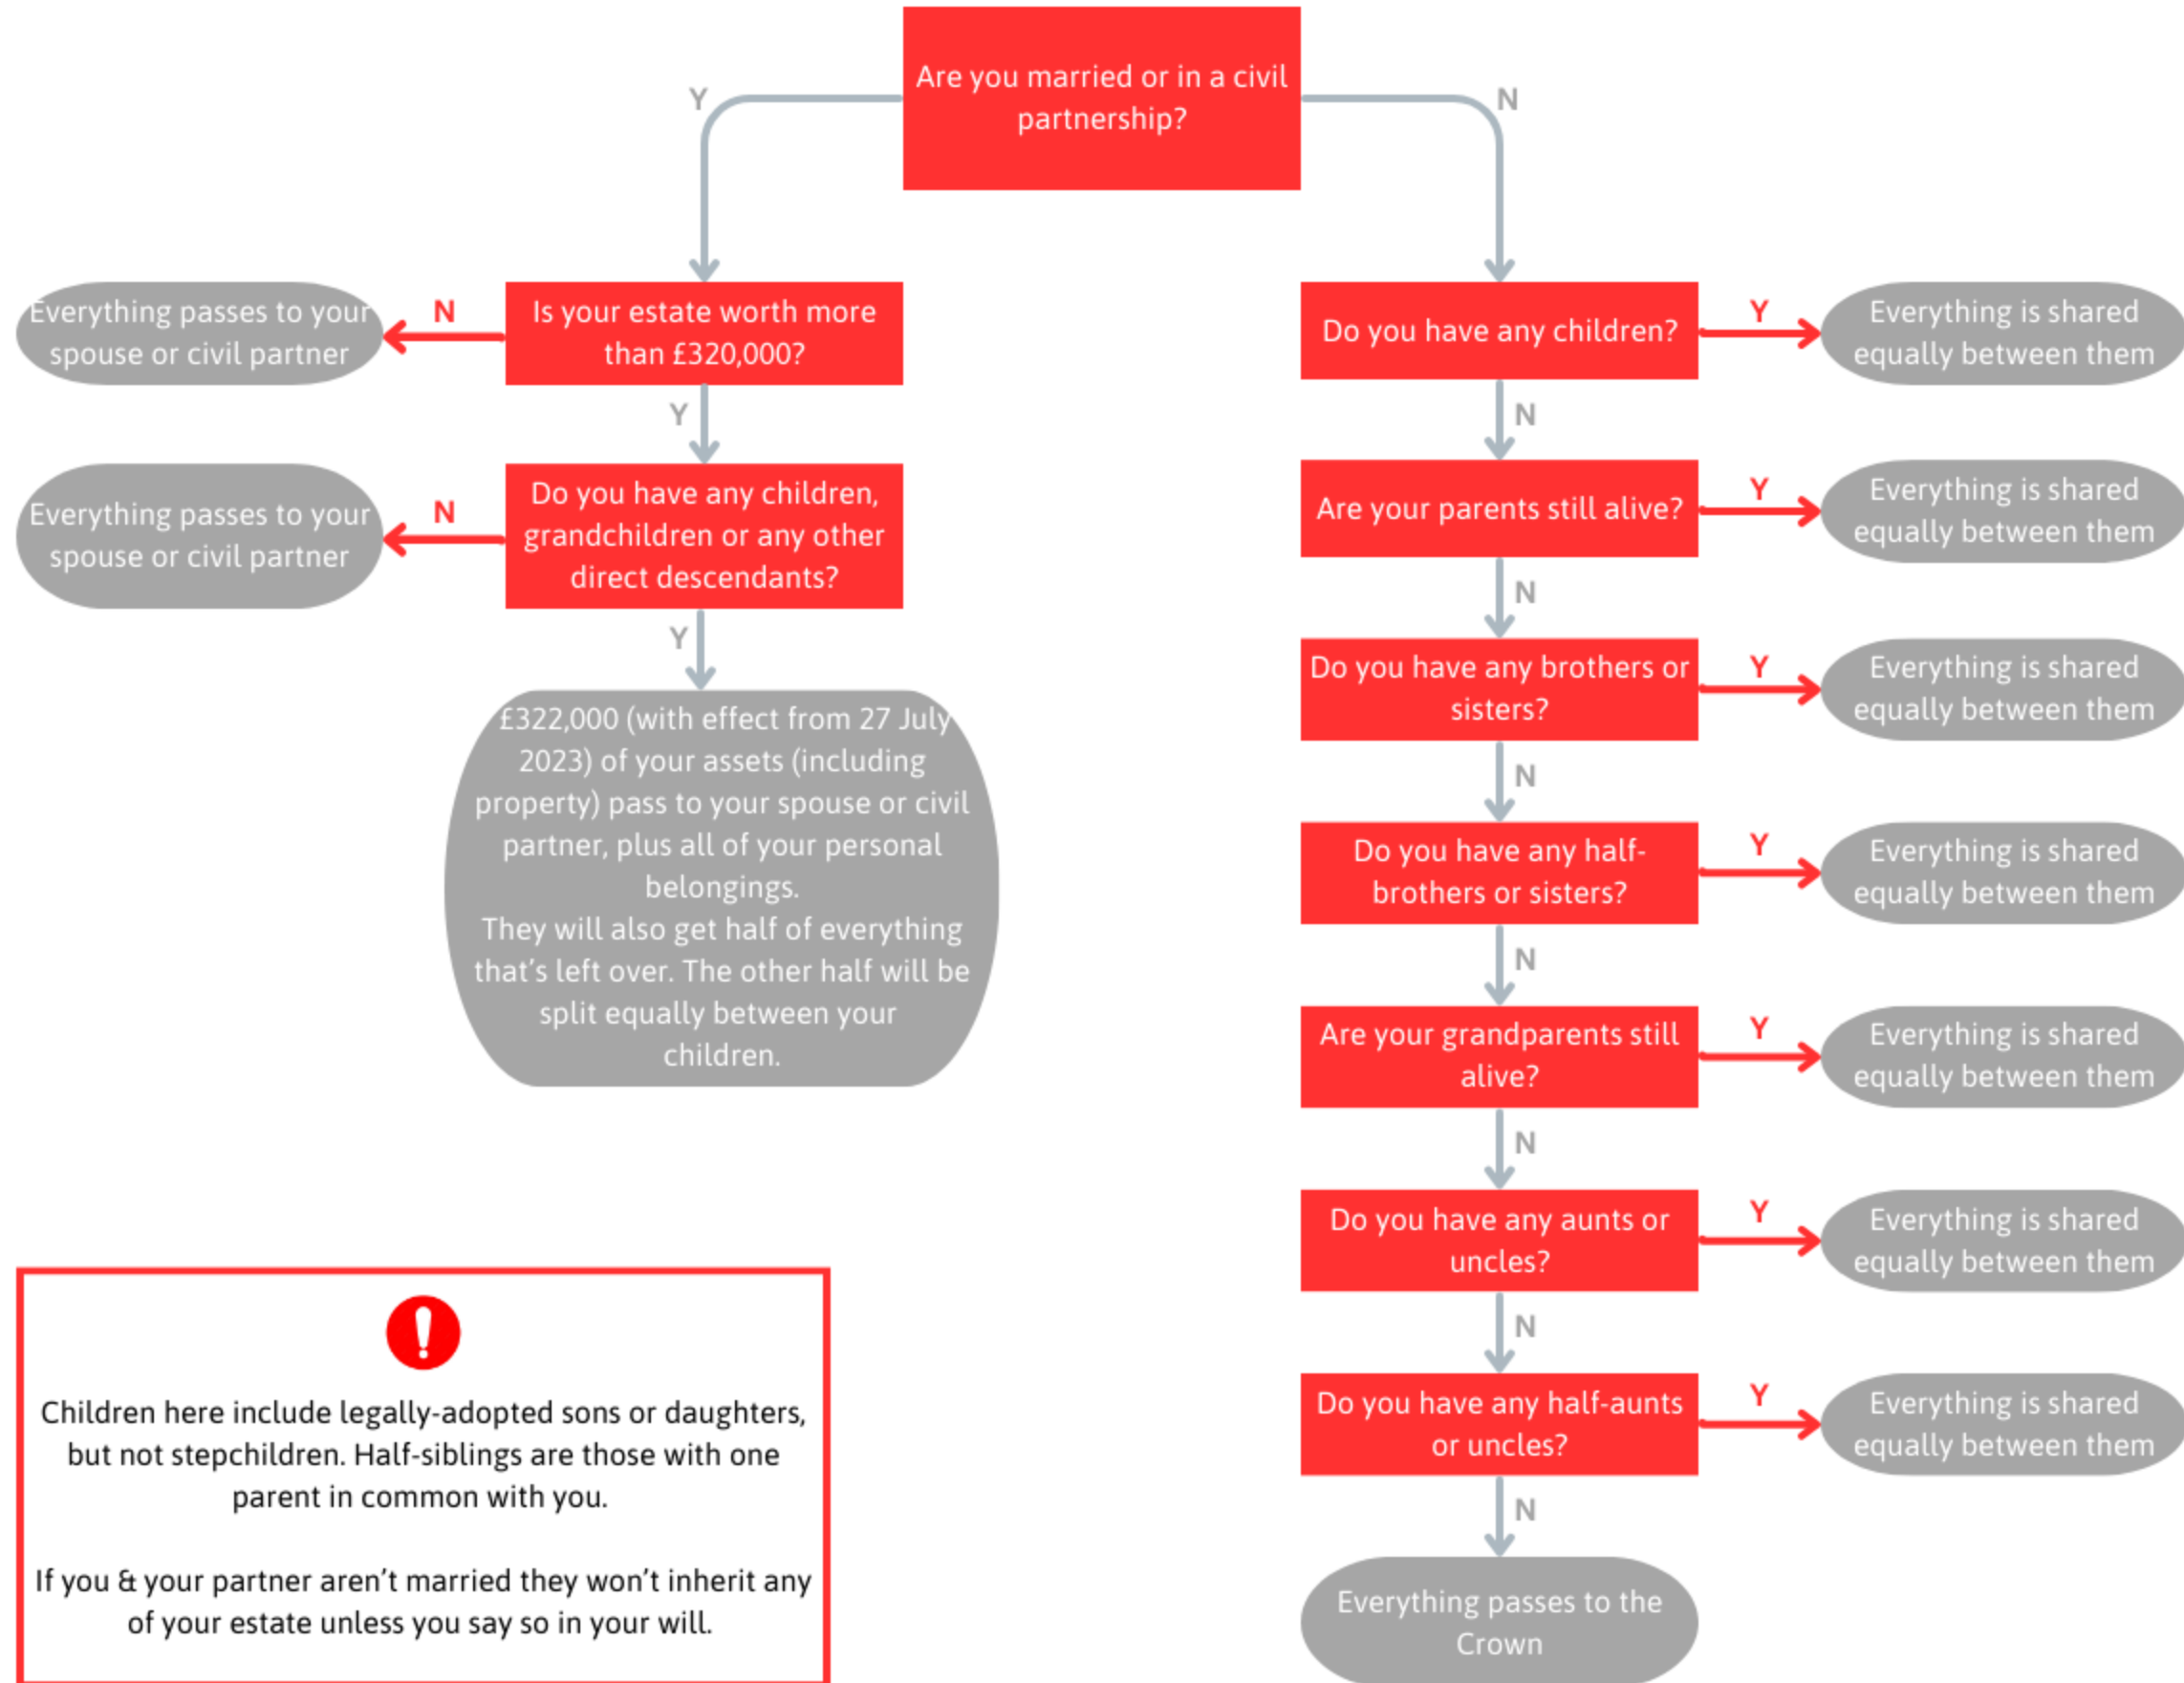 Are you married or in a civil
partnership?
Y
N
Everything passes to your
spouse or civil partner
N
Is your estate worth more
than £320,000?
Y
Everything passes to your
spouse or civil partner
N
Do you have any children,
grandchildren or any other
direct descendants?
Y
£322,000 (with effect from 27 July
2023) of your assets (including
property) pass to your spouse or civil
partner, plus all of your personal
belongings.
They will also get half of everything
that's left over. The other half will be
split equally between your
children.
Do you have any children?
Y
Everything is shared
equally between them
N
Are your parents still alive?
Y
Everything is shared
equally between them
N
Do you have any brothers or
sisters?
Y
Everything is shared
equally between them
N
Do you have any half-
brothers or sisters?
Y
Everything is shared
equally between them
N
Are your grandparents still
alive?
Y
Everything is shared
equally between them
N
Do you have any aunts or
uncles?
Y
Everything is shared
equally between them
N
Do you have any half-aunts
or uncles?
Y
Everything is shared
equally between them
N
Everything passes to the
Crown
!
Children here include legally-adopted sons or daughters,
but not stepchildren. Half-siblings are those with one
parent in common with you.
If you & your partner aren't married they won't inherit any
of your estate unless you say so in your will.